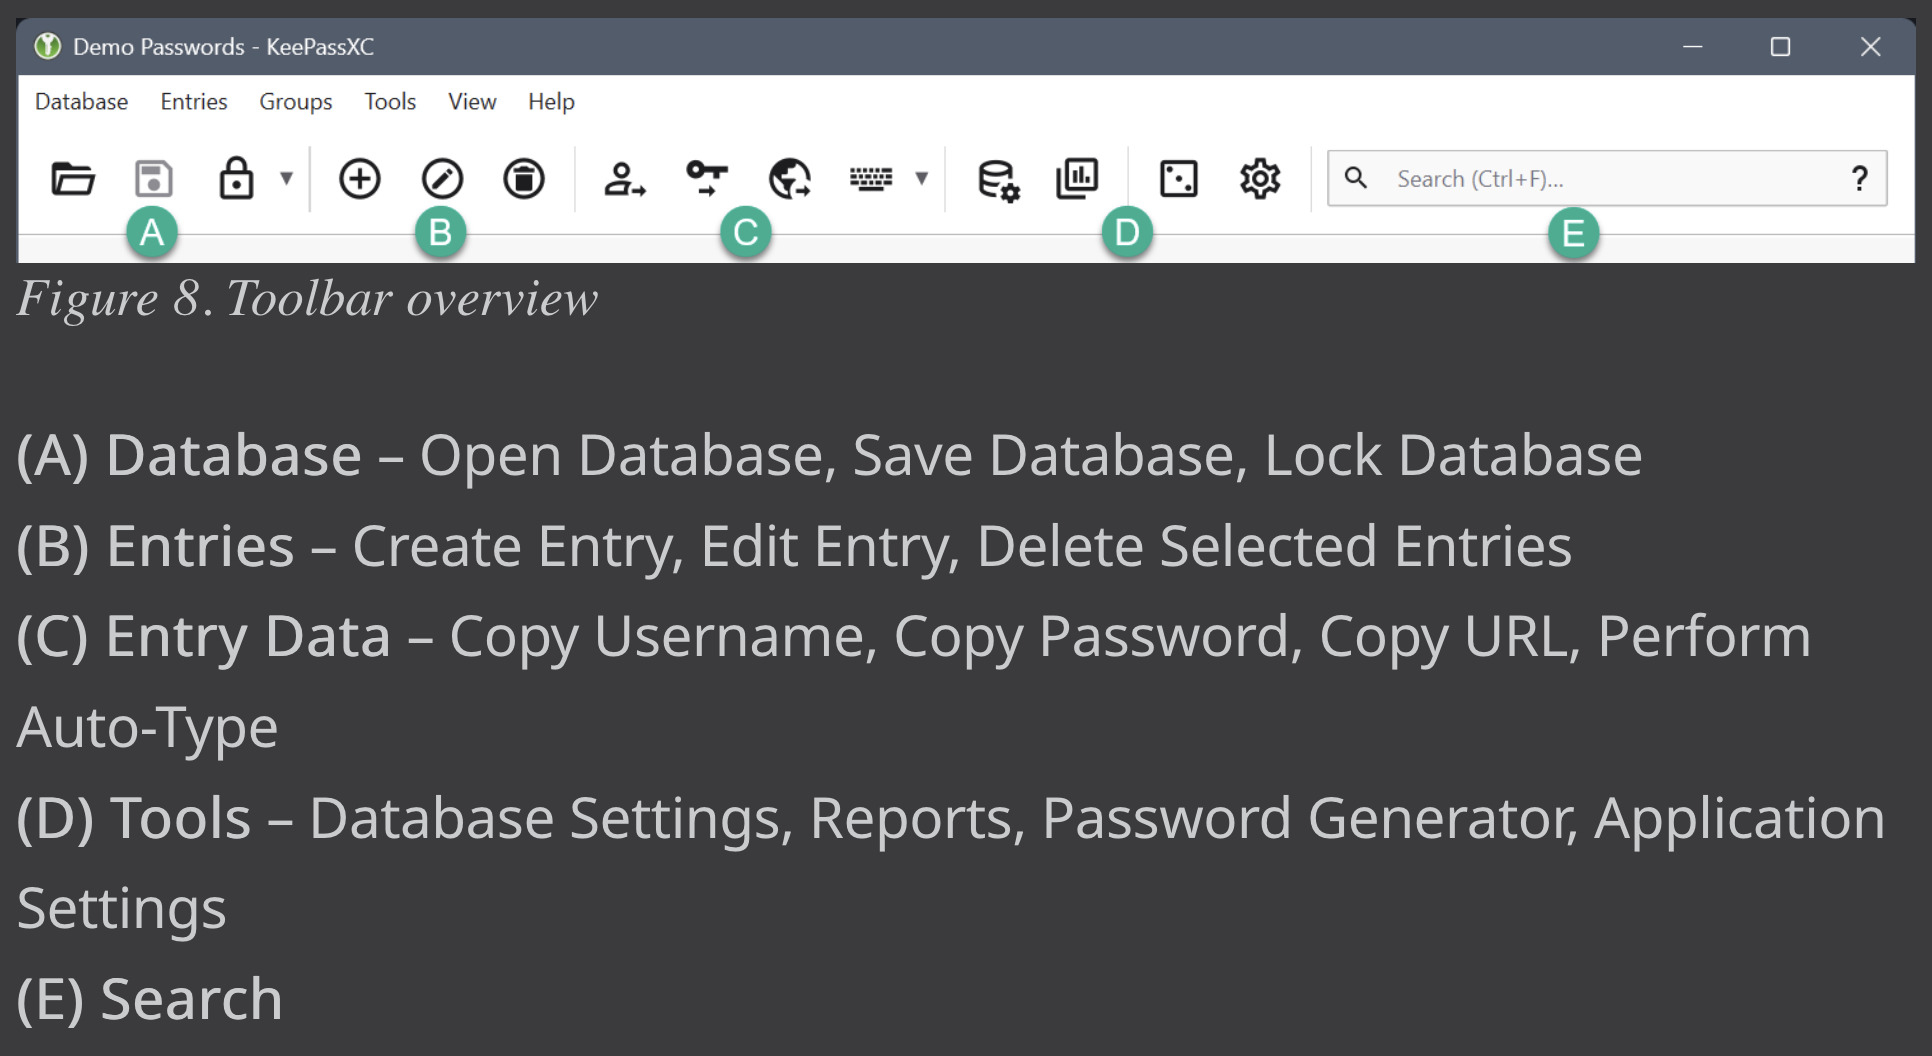 Demo Passwords - KeePassXC
Database Entries Groups Tools View Help
Search (Ctrl+F)... ?
A B C D E
Figure 8. Toolbar overview
(A) Database – Open Database, Save Database, Lock Database
(B) Entries – Create Entry, Edit Entry, Delete Selected Entries
(C) Entry Data – Copy Username, Copy Password, Copy URL, Perform
Auto-Type
(D) Tools – Database Settings, Reports, Password Generator, Application
Settings
(E) Search